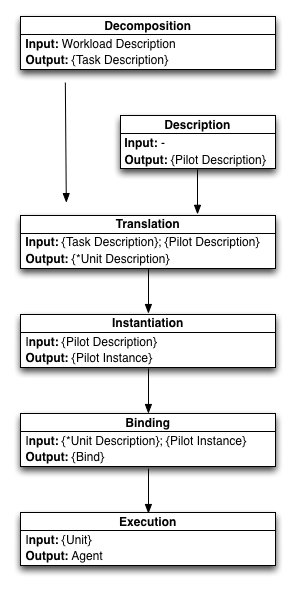 Decomposition
Input: Workload Description
Output: {Task Description}
Description
Input: -
Output: {Pilot Description}
Translation
Input: {Task Description}; {Pilot Description}
Output: {*Unit Description}
Instantiation
Input: {Pilot Description}
Output: {Pilot Instance}
Binding
Input: {*Unit Description}; {Pilot Instance}
Output: {Bind}
Execution
Input: {Unit}
Output: Agent